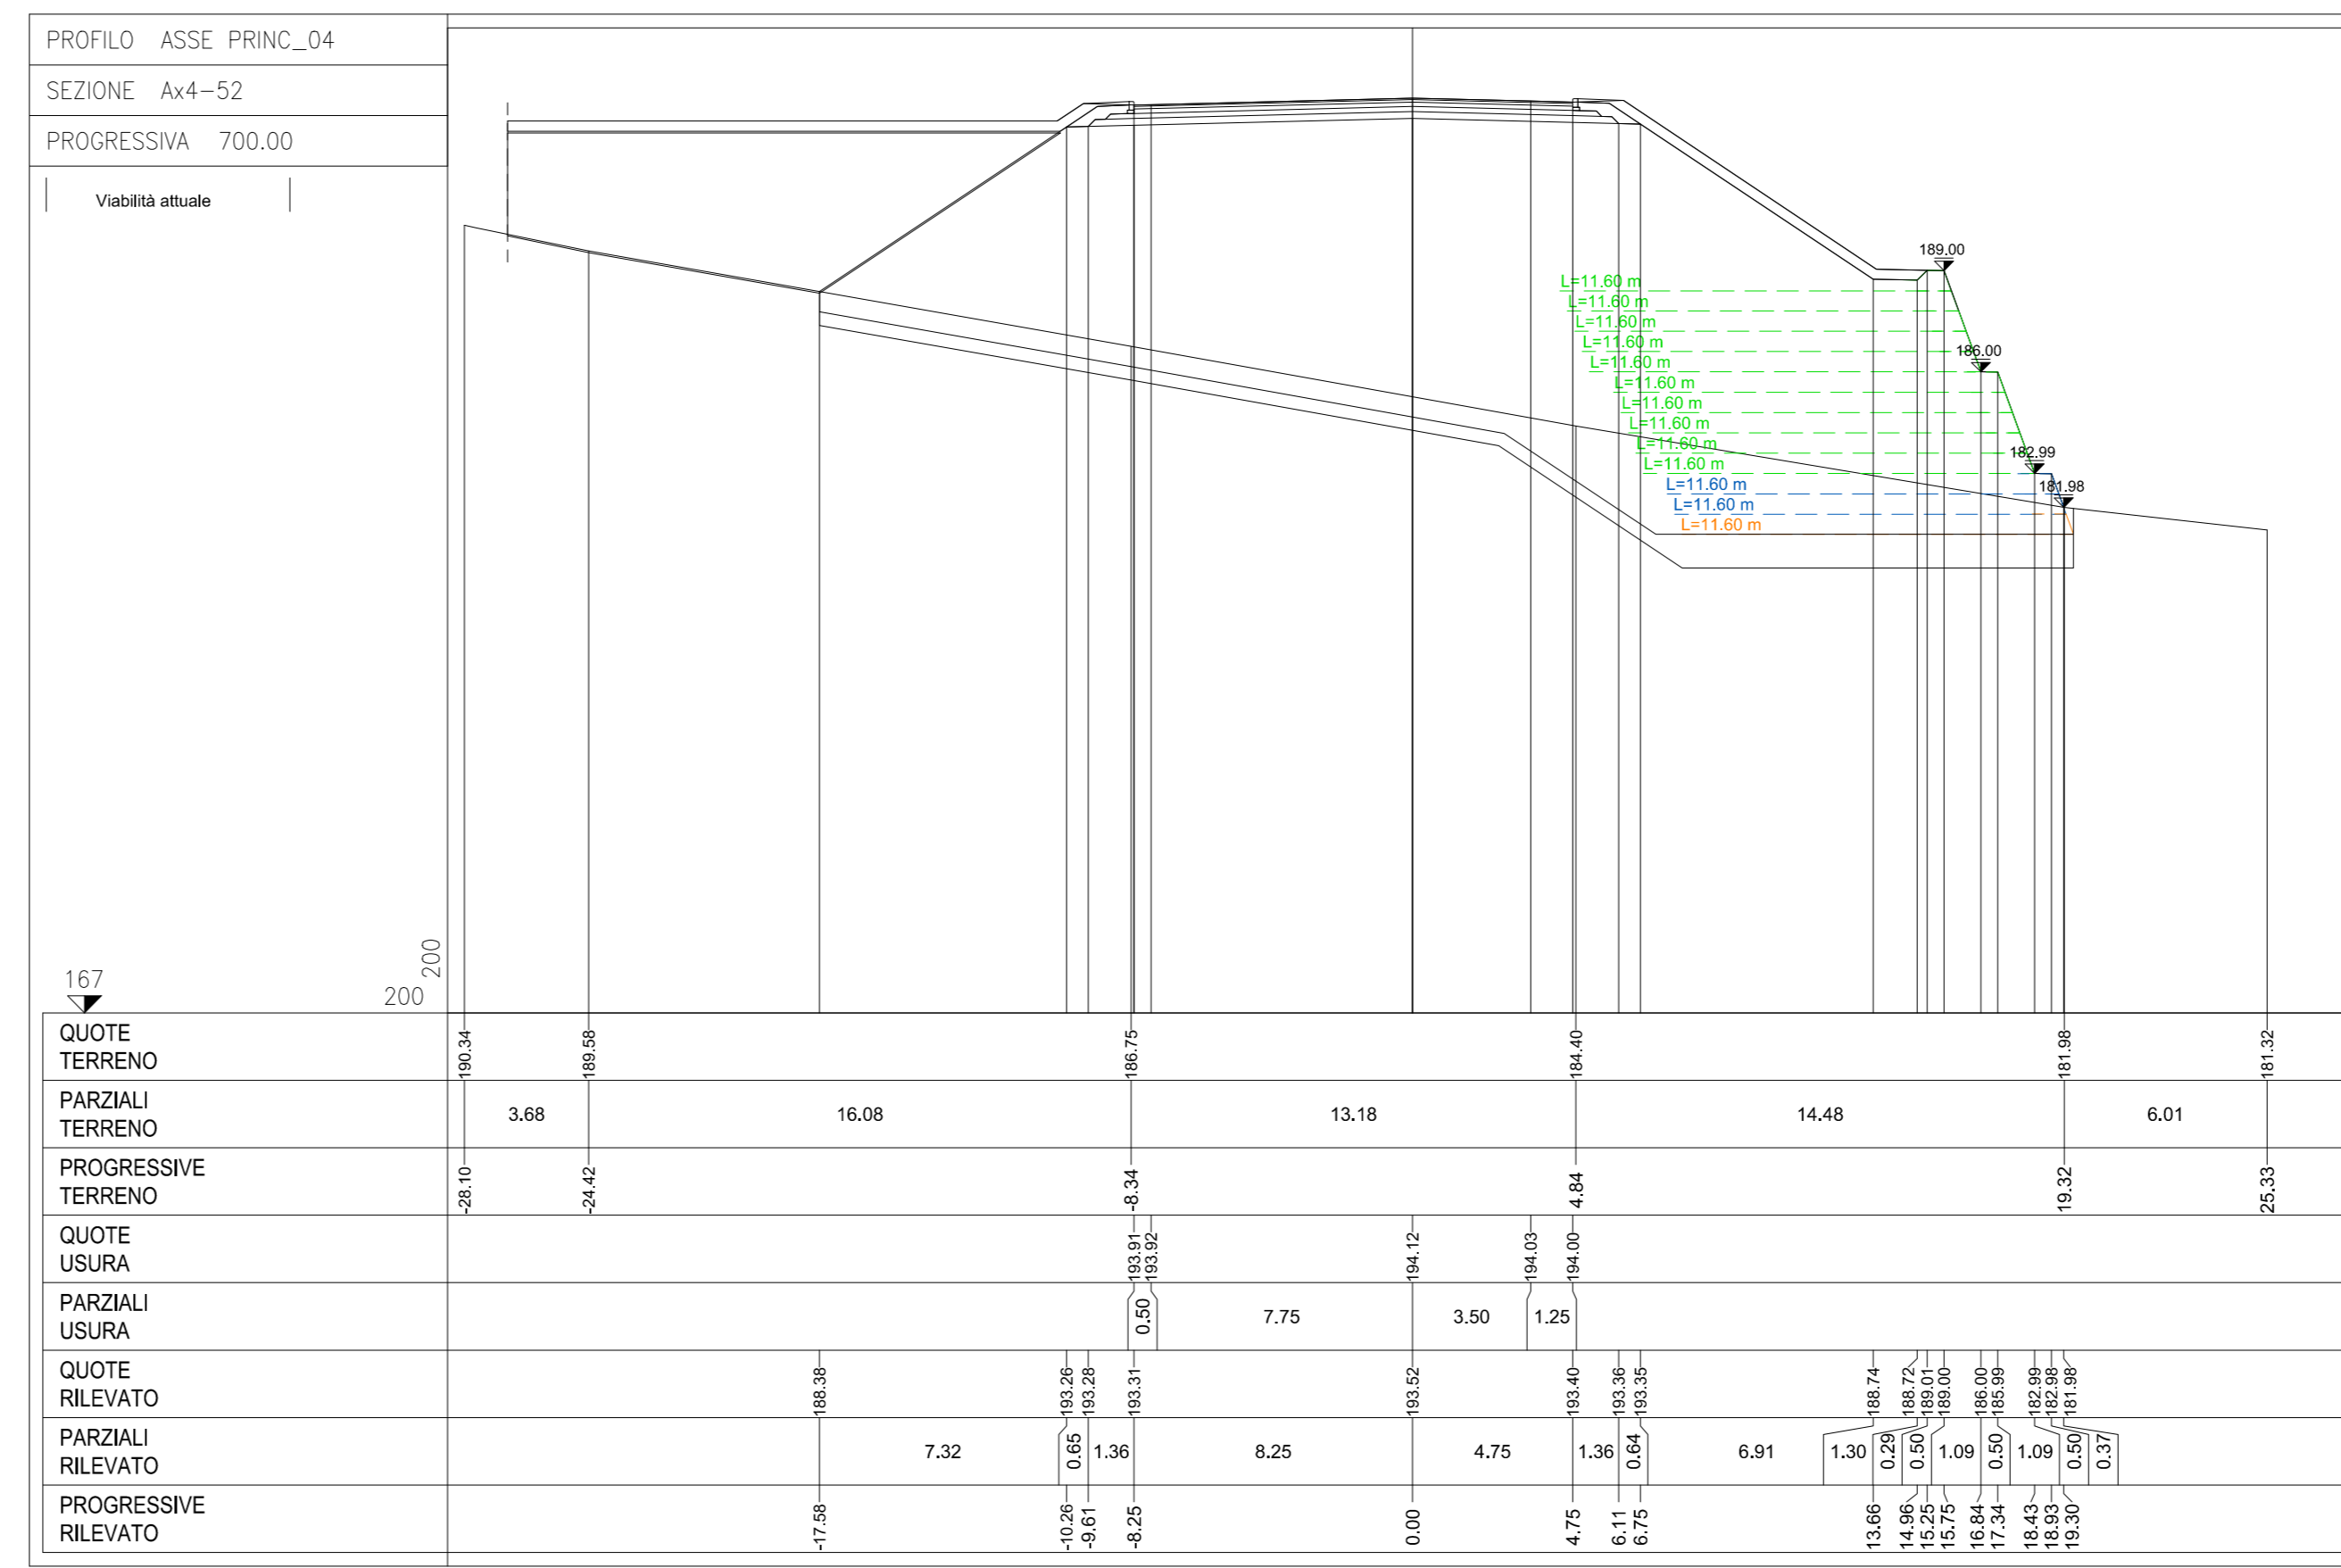 PROFILO ASSE PRINC_04
SEZIONE Ax4-52
PROGRESSIVA 700.00
Viabilità attuale
189.00
L=11.60 m
L=11.60 m
L=11.60 m
L=11.60 m
186.00
L=11.60 m
L=11.60 m
L=11.60 m
L=11.60 m
L=11.60 m
182.99
L=11.60 m
L=11.60 m
181.98
L=11.60 m
L=11.60 m
200
167
200
QUOTE
TERRENO
190.34 189.58 186.75 184.40 181.98 181.32
PARZIALI
TERRENO
3.68 16.08 13.18 14.48 6.01
PROGRESSIVE
TERRENO
-28.10 -24.42 -8.34 4.84 19.32 25.33
QUOTE
USURA
193.91 193.92 194.12 194.03 194.00
PARZIALI
USURA
0.50 7.75 3.50 1.25
QUOTE
RILEVATO
188.38 193.26 193.28 193.31 193.52 193.40 193.36 193.35 188.74 188.72 189.01 189.00 186.00 185.99 182.99 182.98 181.98
PARZIALI
RILEVATO
7.32 0.65 1.36 8.25 4.75 1.36 0.64 6.91 1.30 0.29 0.50 1.09 0.50 1.09 0.50 0.37
PROGRESSIVE
RILEVATO
-17.58 -10.26 -9.61 -8.25 0.00 4.75 6.11 6.75 13.66 14.96 15.25 15.75 16.84 17.34 18.43 18.93 19.30